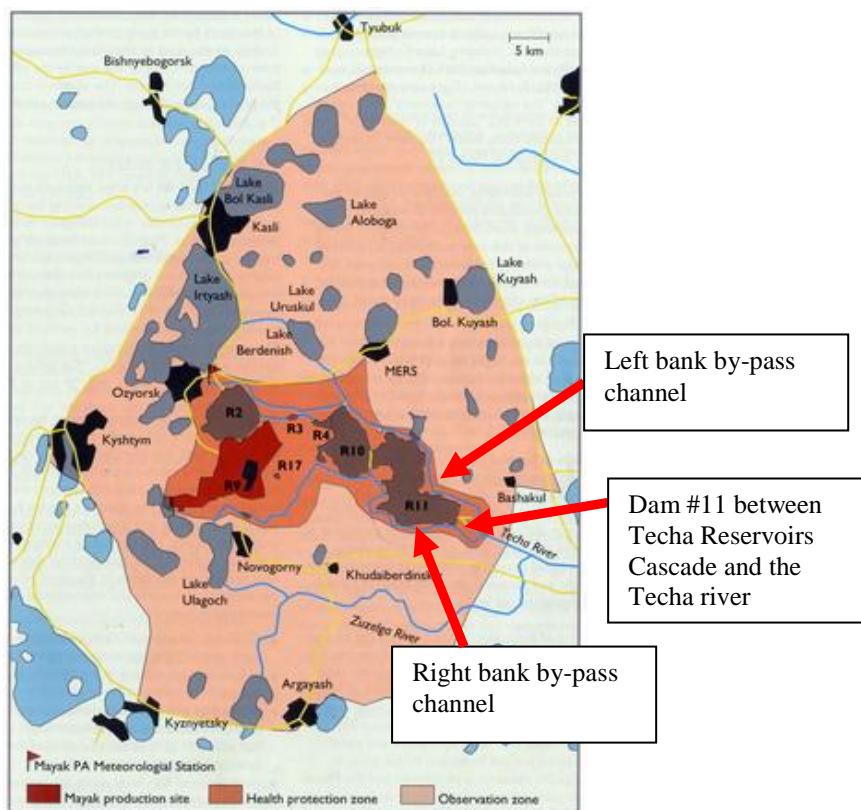 Tyubuk
5 km
Bishnyebogorsk
Lake
Bol Kasli
Kasli
Lake
Aloboga
Lake
Kuyash
Lake
Irtyash
Lake
Uruskul
Bol. Kuyash
Lake
Berdenish
MERS
Left bank by-pass
channel
Ozyorsk
R2
R3
R4
R10
Kyshtym
R9
R17
R11
Bashakul
Dam #11 between
Techa Reservoirs
Cascade and the
Techa river
Techa River
Novogorny
Khudaiberdinsky
Lake
Ulagoch
Zuzelga River
Right bank by-pass
channel
Argayash
Kyznyetsky
Mayak PA Meteorologial Station
Mayak production site
Health protection zone
Observation zone